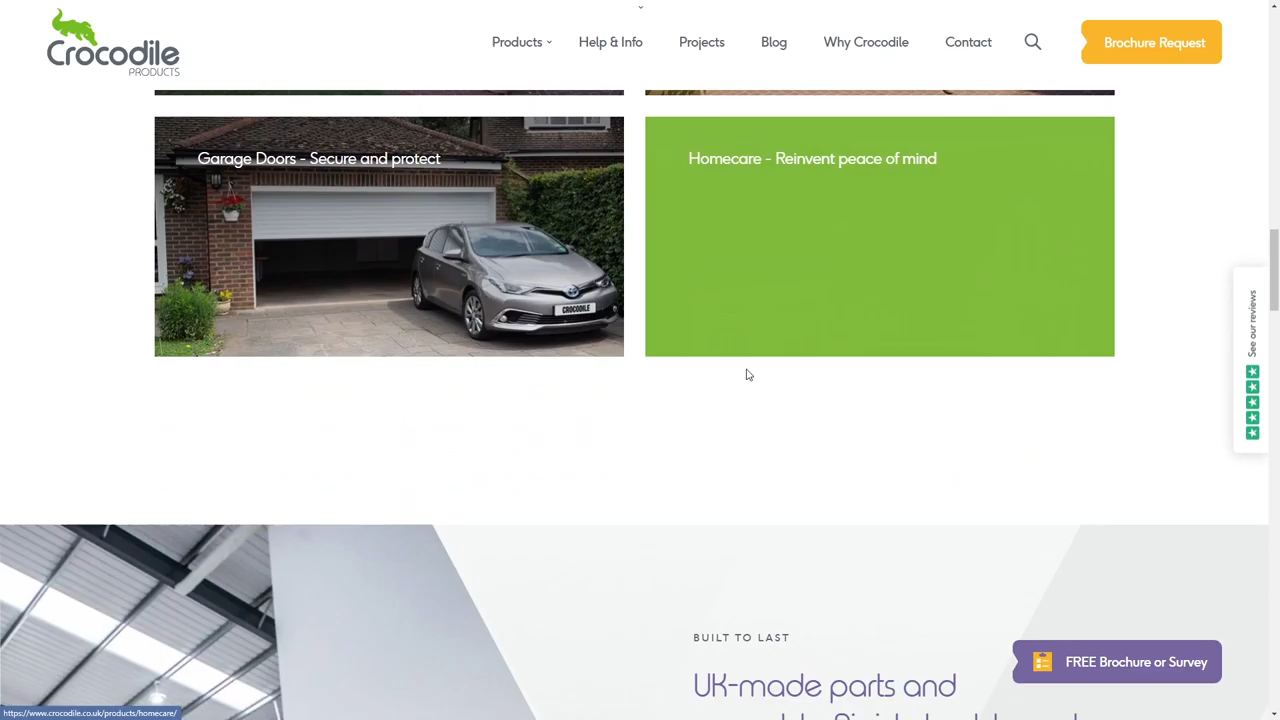 Crocodile
PRODUCTS
Products
Help & Info
Projects
Blog
Why Crocodile
Contact
Brochure Request
Garage Doors - Secure and protect
Homecare - Reinvent peace of mind
CROCODILE
See our reviews
BUILT TO LAST
FREE Brochure or Survey
UK-made parts and
https://www.crocodile.co.uk/products/homecare/